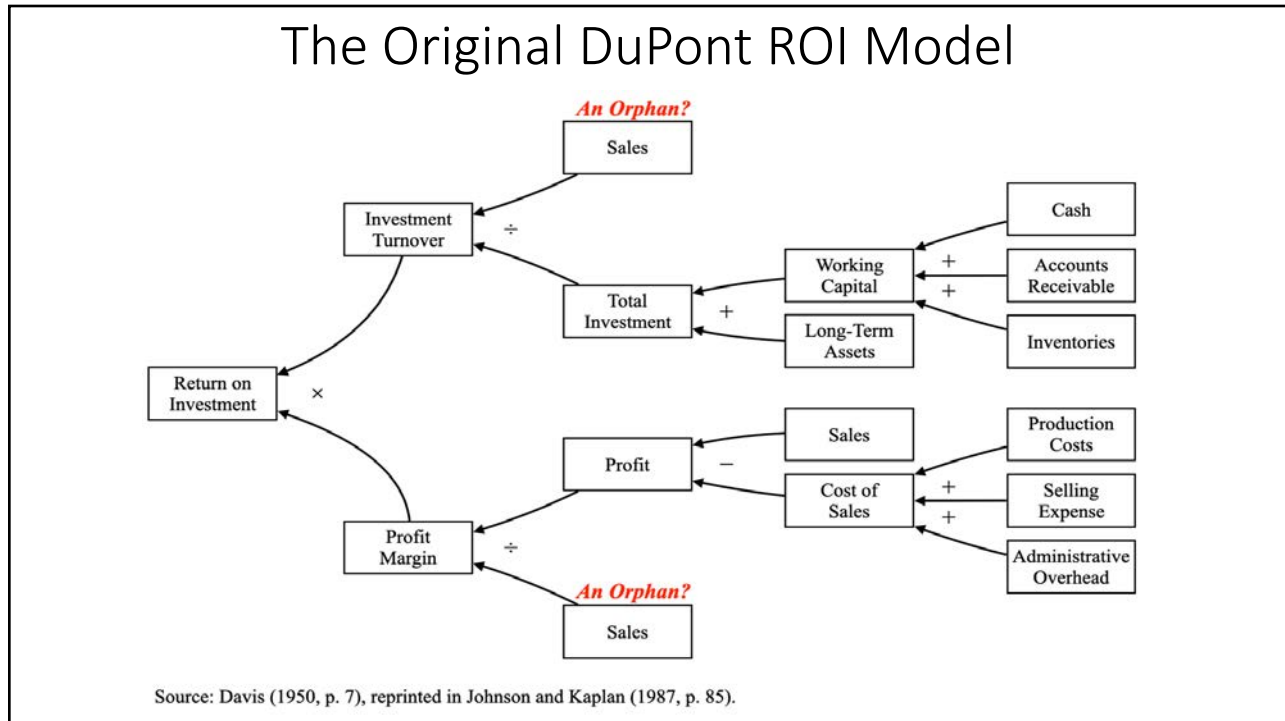 The Original DuPont ROI Model
An Orphan?
Sales
Investment
Turnover
÷
Cash
Working
Capital
+
Accounts
Receivable
+
Total
Investment
+
Long-Term
Assets
Inventories
Return on
Investment
×
Profit
−
Sales
Production
Costs
Cost of
Sales
+
Selling
Expense
+
Profit
Margin
÷
Administrative
Overhead
An Orphan?
Sales
Source: Davis (1950, p. 7), reprinted in Johnson and Kaplan (1987, p. 85).